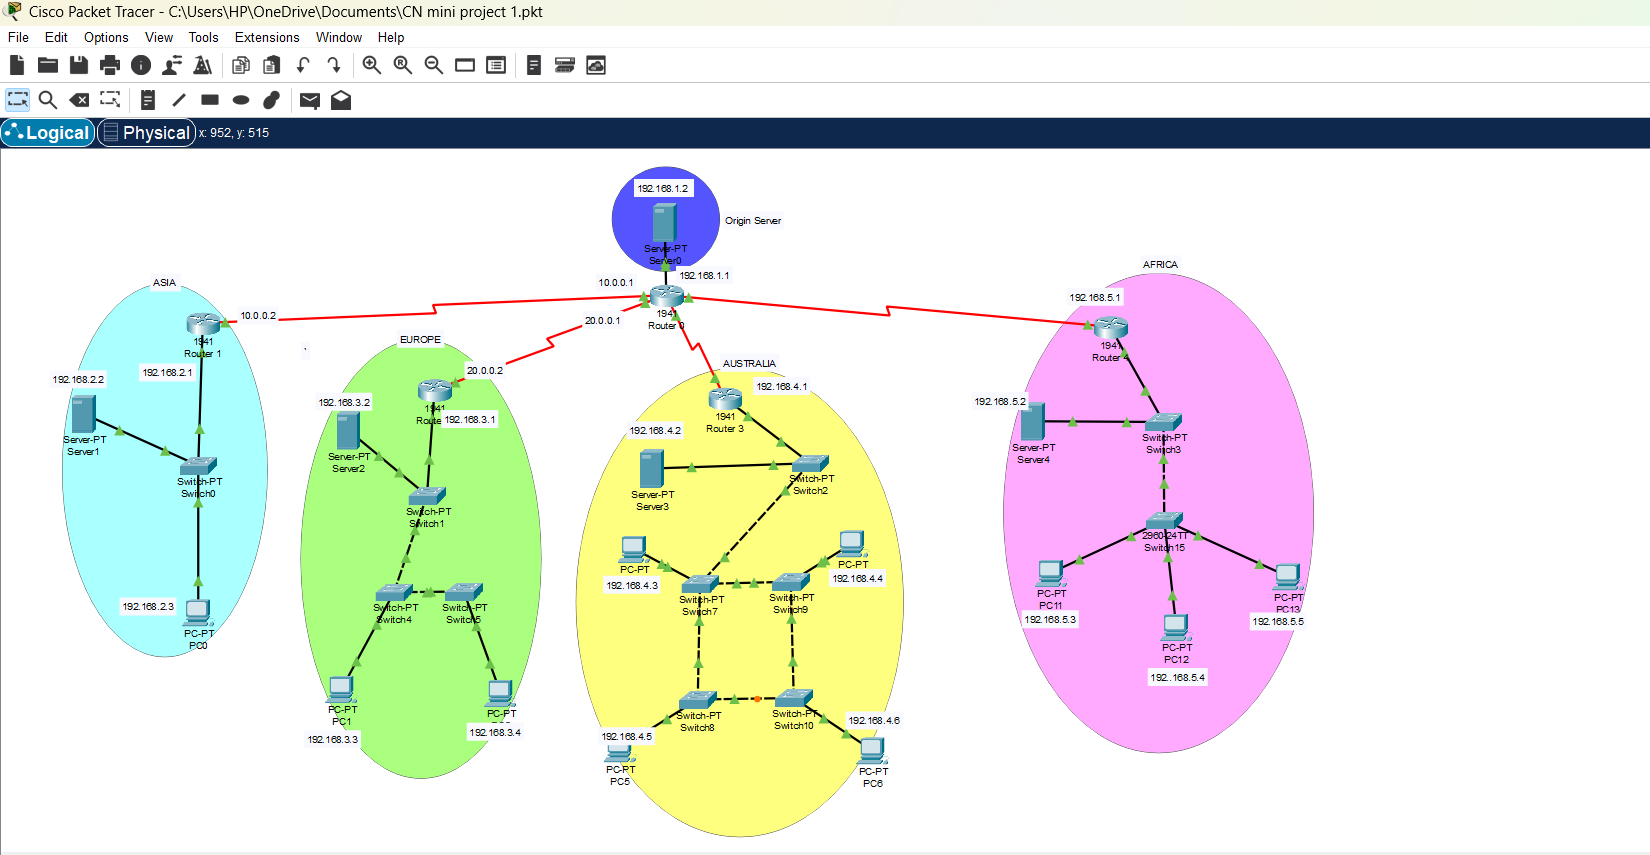 Cisco Packet Tracer - C:\Users\HP\OneDrive\Documents\CN mini project 1.pkt
File Edit Options View Tools Extensions Window Help
Logical Physical x: 952, y: 515
192.168.1.2
Origin Server
Server-PT
Server0
192.168.1.1
10.0.0.1
1941
Router 0
20.0.0.1
ASIA
10.0.0.2
1941
Router 1
192.168.2.1
192.168.2.2
Server-PT
Server1
Switch-PT
Switch0
192.168.2.3
PC-PT
PC0
EUROPE
20.0.0.2
1941
Route
192.168.3.1
192.168.3.2
Server-PT
Server2
Switch-PT
Switch1
Switch-PT
Switch4
Switch-PT
Switch5
PC-PT
PC1
192.168.3.3
PC-PT
192.168.3.4
AUSTRALIA
192.168.4.1
1941
Router 3
192.168.4.2
Server-PT
Server3
Switch-PT
Switch2
PC-PT
192.168.4.3
PC-PT
192.168.4.4
Switch-PT
Switch7
Switch-PT
Switch9
Switch-PT
Switch8
Switch-PT
Switch10
192.168.4.5
PC-PT
PC5
192.168.4.6
PC-PT
PC6
AFRICA
192.168.5.1
1941
Router 4
192.168.5.2
Server-PT
Server4
Switch-PT
Switch3
2960-24TT
Switch15
PC-PT
PC11
192.168.5.3
PC-PT
PC12
192..168.5.4
PC-PT
PC13
192.168.5.5